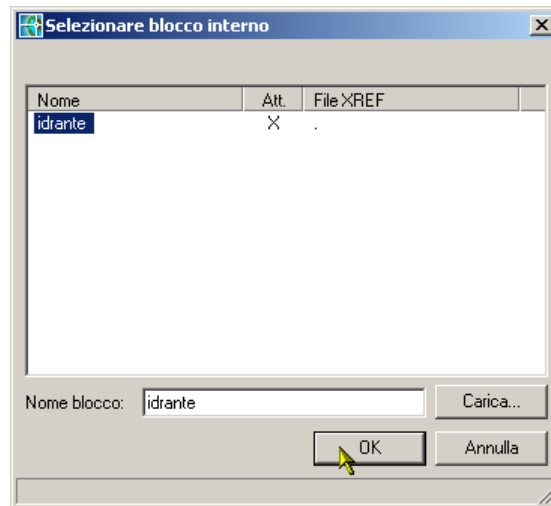 Selezionare blocco interno
Nome Att. File XREF
idrante X .
Nome blocco: idrante Carica...
OK Annulla